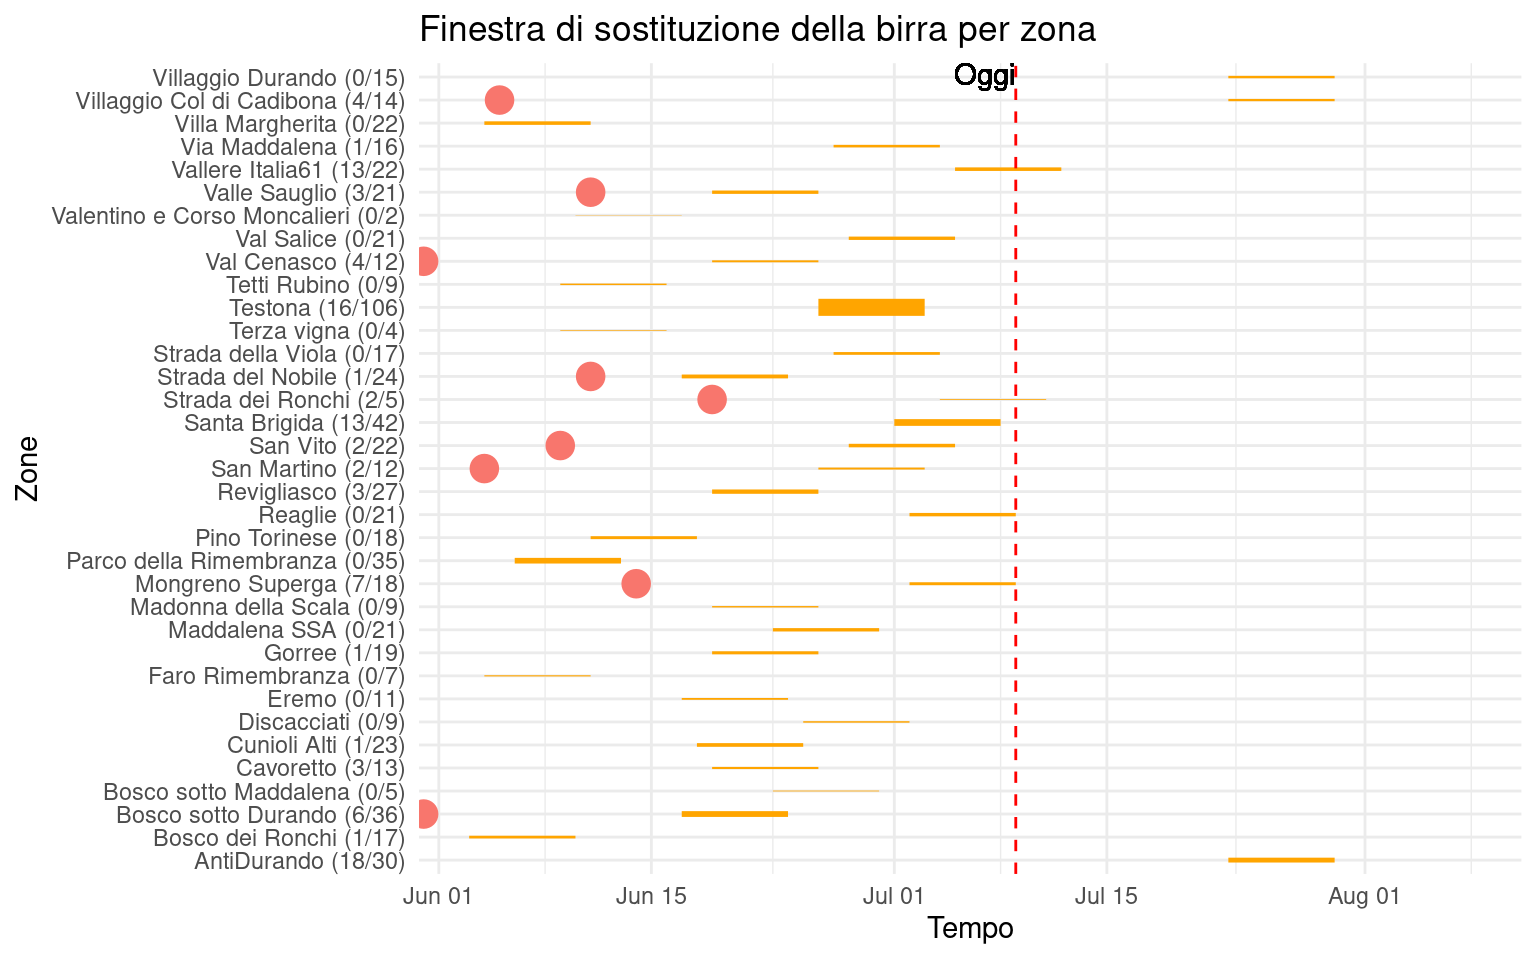 Finestra di sostituzione della birra per zona
Oggi
Zone
Villaggio Durando (0/15)
Villaggio Col di Cadibona (4/14)
Villa Margherita (0/22)
Via Maddalena (1/16)
Vallere Italia61 (13/22)
Valle Sauglio (3/21)
Valentino e Corso Moncalieri (0/2)
Val Salice (0/21)
Val Cenasco (4/12)
Tetti Rubino (0/9)
Testona (16/106)
Terza vigna (0/4)
Strada della Viola (0/17)
Strada del Nobile (1/24)
Strada dei Ronchi (2/5)
Santa Brigida (13/42)
San Vito (2/22)
San Martino (2/12)
Revigliasco (3/27)
Reaglie (0/21)
Pino Torinese (0/18)
Parco della Rimembranza (0/35)
Mongreno Superga (7/18)
Madonna della Scala (0/9)
Maddalena SSA (0/21)
Gorree (1/19)
Faro Rimembranza (0/7)
Eremo (0/11)
Discacciati (0/9)
Cunioli Alti (1/23)
Cavoretto (3/13)
Bosco sotto Maddalena (0/5)
Bosco sotto Durando (6/36)
Bosco dei Ronchi (1/17)
AntiDurando (18/30)
Jun 01 Jun 15 Jul 01 Jul 15 Aug 01
Tempo